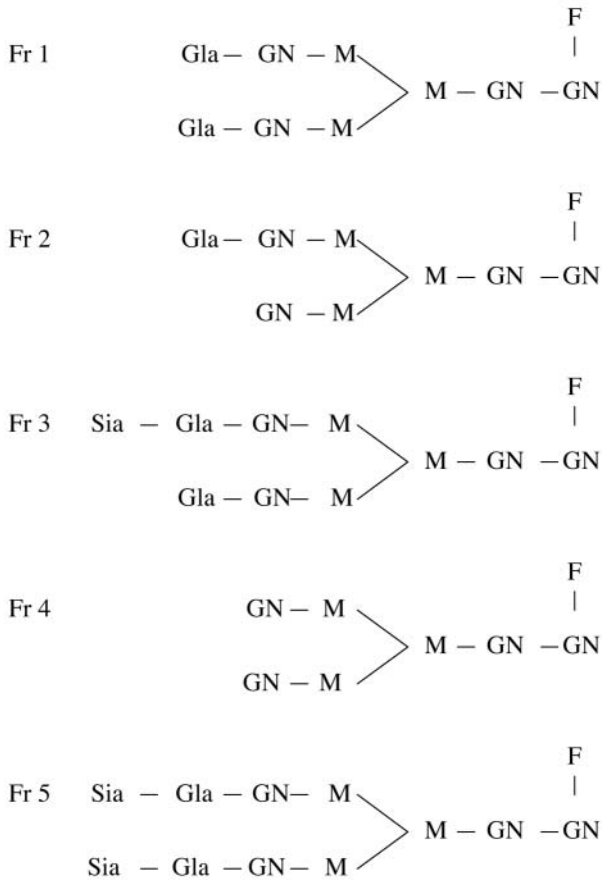 F
Fr 1 Gla — GN — M
M — GN — GN
Gla — GN — M
F
Fr 2 Gla — GN — M
M — GN — GN
GN — M
F
Fr 3 Sia — Gla — GN — M
M — GN — GN
Gla — GN — M
F
Fr 4 GN — M
M — GN — GN
GN — M
F
Fr 5 Sia — Gla — GN — M
M — GN — GN
Sia — Gla — GN — M